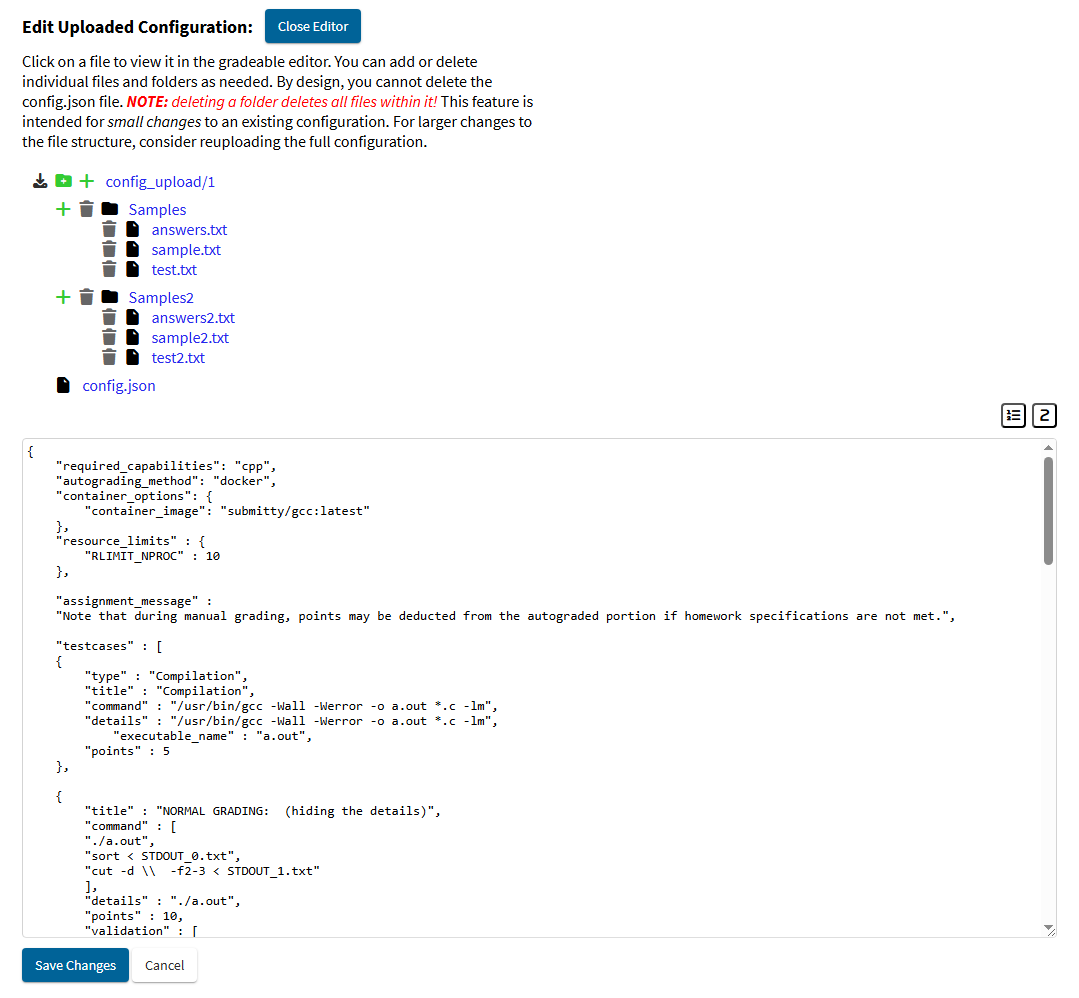 Edit Uploaded Configuration: Close Editor
Click on a file to view it in the gradeable editor. You can add or delete
individual files and folders as needed. By design, you cannot delete the
config.json file. NOTE: deleting a folder deletes all files within it! This feature is
intended for small changes to an existing configuration. For larger changes to
the file structure, consider reuploading the full configuration.
config_upload/1
Samples
answers.txt
sample.txt
test.txt
Samples2
answers2.txt
sample2.txt
test2.txt
config.json
2
{
    "required_capabilities": "cpp",
    "autograding_method": "docker",
    "container_options": {
        "container_image": "submitty/gcc:latest"
    },
    "resource_limits" : {
        "RLIMIT_NPROC" : 10
    },
    "assignment_message" :
    "Note that during manual grading, points may be deducted from the autograded portion if homework specifications are not met.",
    "testcases" : [
    {
        "type" : "Compilation",
        "title" : "Compilation",
        "command" : "/usr/bin/gcc -Wall -Werror -o a.out *.c -lm",
        "details" : "/usr/bin/gcc -Wall -Werror -o a.out *.c -lm",
            "executable_name" : "a.out",
        "points" : 5
    },
    {
        "title" : "NORMAL GRADING:  (hiding the details)",
        "command" : [
        "./a.out",
        "sort < STDOUT_0.txt",
        "cut -d \\  -f2-3 < STDOUT_1.txt"
        ],
        "details" : "./a.out",
        "points" : 10,
        "validation" : [
Save Changes Cancel